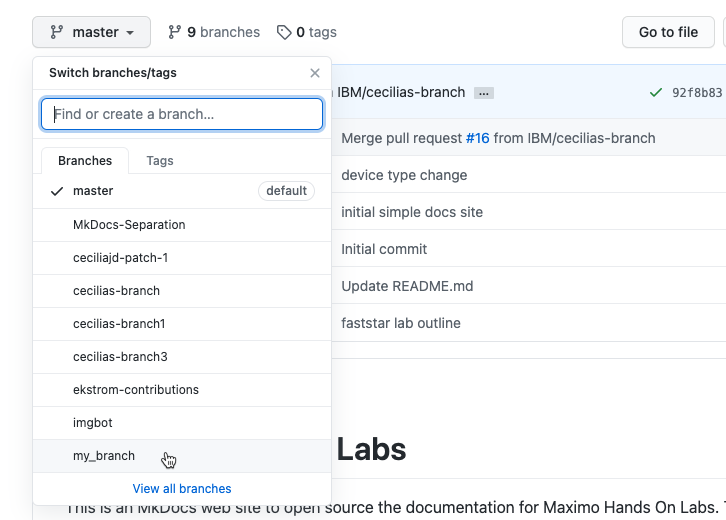 master
9 branches
0 tags
Go to file
Switch branches/tags
IBM/cecilias-branch ...
92f8b83
Find or create a branch...
Merge pull request #16 from IBM/cecilias-branch
Branches
Tags
device type change
master
default
initial simple docs site
MkDocs-Separation
Initial commit
ceciliajd-patch-1
Update README.md
cecilias-branch
faststar lab outline
cecilias-branch1
cecilias-branch3
ekstrom-contributions
imgbot
my_branch
Labs
View all branches
This is an MkDocs web site to open source the documentation for Maximo Hands On Labs.